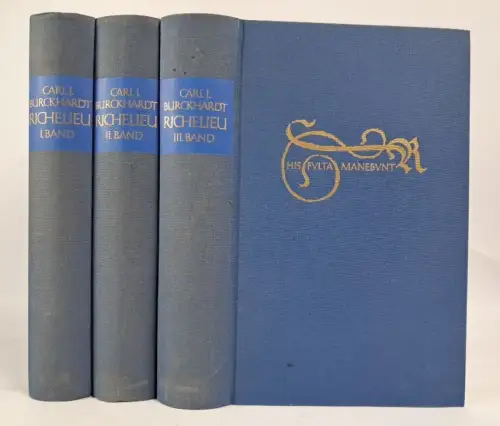 CARL J.
BURCKHARDT
RICHELIEU
I. BAND
CARL J.
BURCKHARDT
RICHELIEU
II. BAND
CARL J.
BURCKHARDT
RICHELIEU
III. BAND
HIS FVLTA MANEBVNT